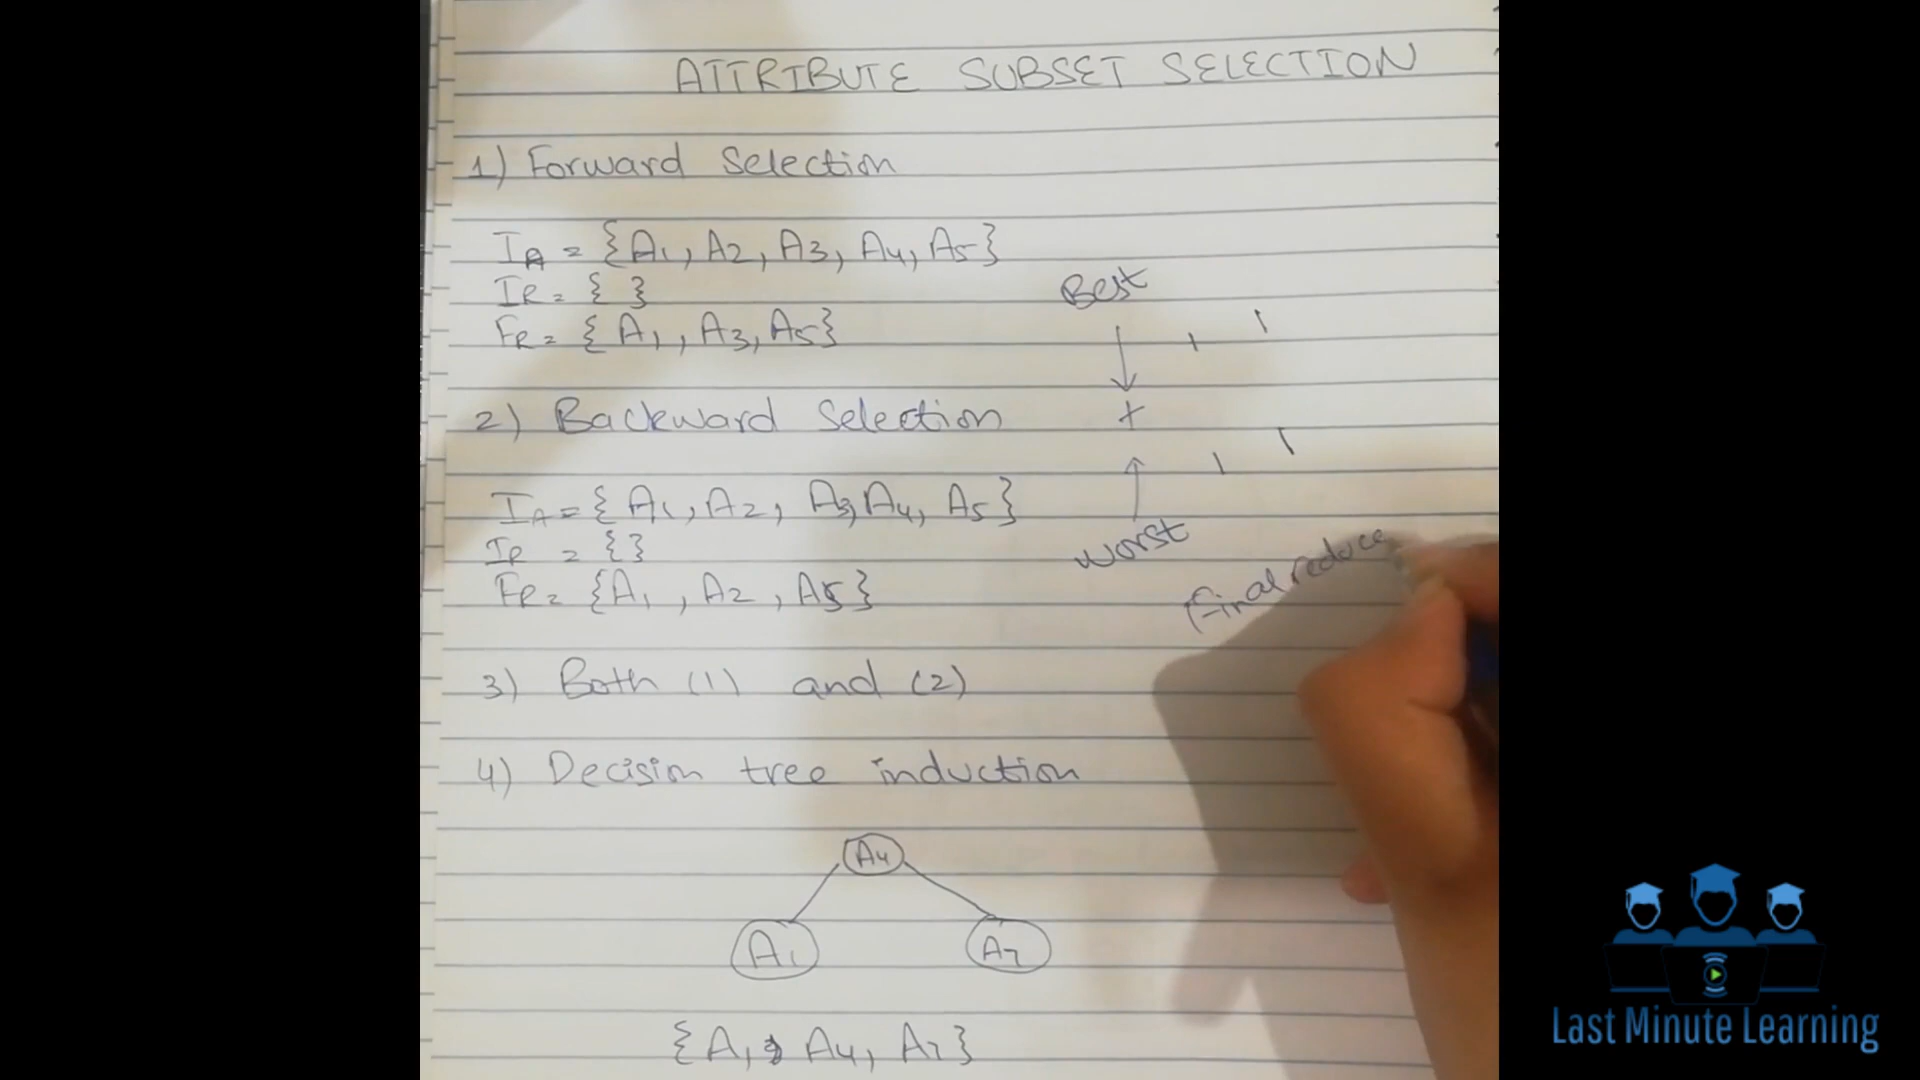 ATTRIBUTE SUBSET SELECTION
1) Forward Selection
IA = {A1, A2, A3, A4, A5}
IR = { }
FR = { A1, A3, A5}
Best
2) Backward Selection
+
IA = { A1, A2, A3, A4, A5 }
IR = { }
FR = {A1, A2, A5}
worst
(final reduce
3) Both (1) and (2)
4) Decision tree induction
A4
A1 A7
{A1, A4, A7}
Last Minute Learning